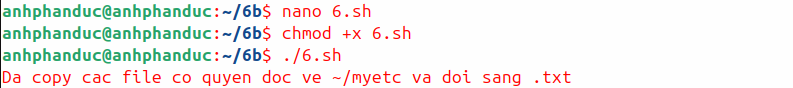 anhphanduc@anhphanduc:~/6b$ nano 6.sh
anhphanduc@anhphanduc:~/6b$ chmod +x 6.sh
anhphanduc@anhphanduc:~/6b$ ./6.sh
Da copy cac file co quyen doc ve ~/myetc va doi sang .txt